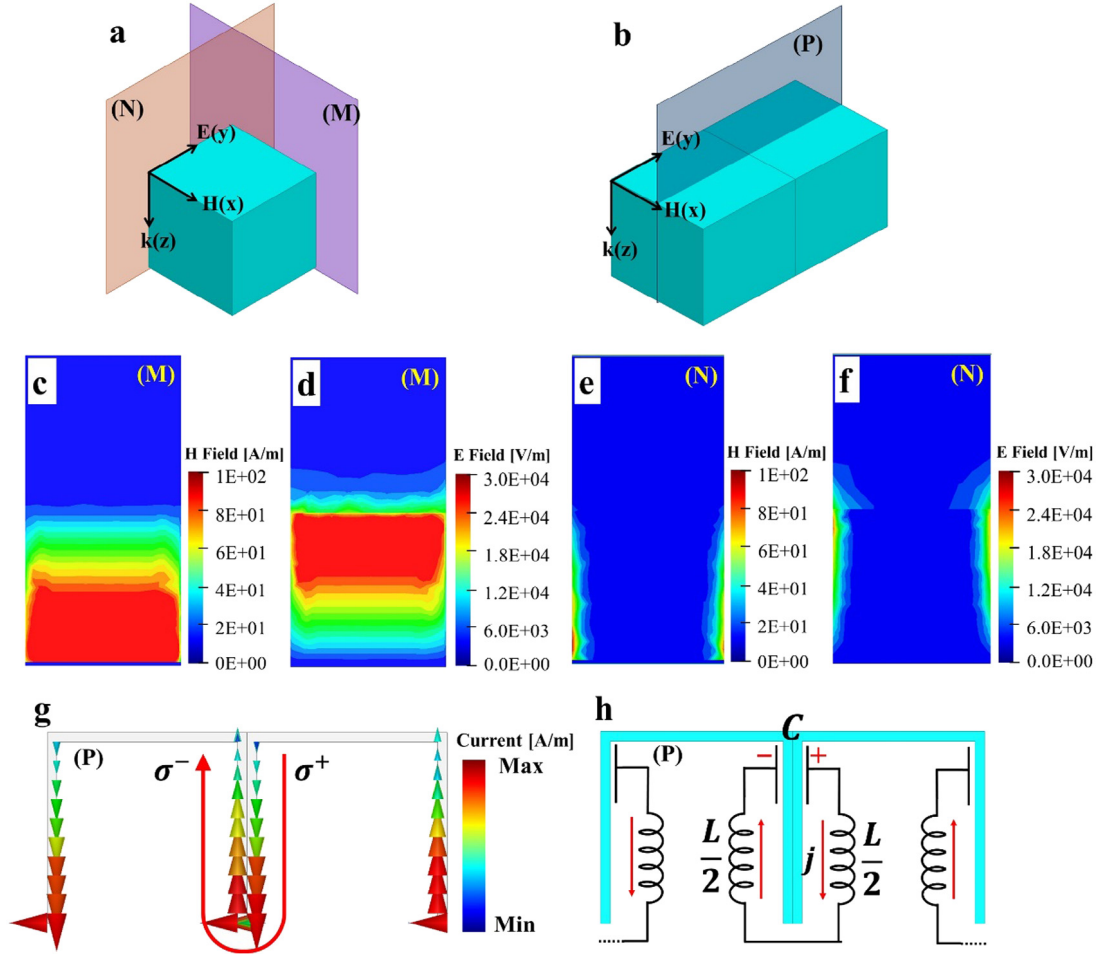 a
(N)
(M)
E(y)
H(x)
k(z)
b
(P)
E(y)
H(x)
k(z)
c
(M)
H Field [A/m]
1E+02
8E+01
6E+01
4E+01
2E+01
0E+00
d
(M)
E Field [V/m]
3.0E+04
2.4E+04
1.8E+04
1.2E+04
6.0E+03
0.0E+00
e
(N)
H Field [A/m]
1E+02
8E+01
6E+01
4E+01
2E+01
0E+00
f
(N)
E Field [V/m]
3.0E+04
2.4E+04
1.8E+04
1.2E+04
6.0E+03
0.0E+00
g
(P)
σ⁻
σ⁺
Current [A/m]
Max
Min
h
(P)
C
− +
L/2
j
L/2